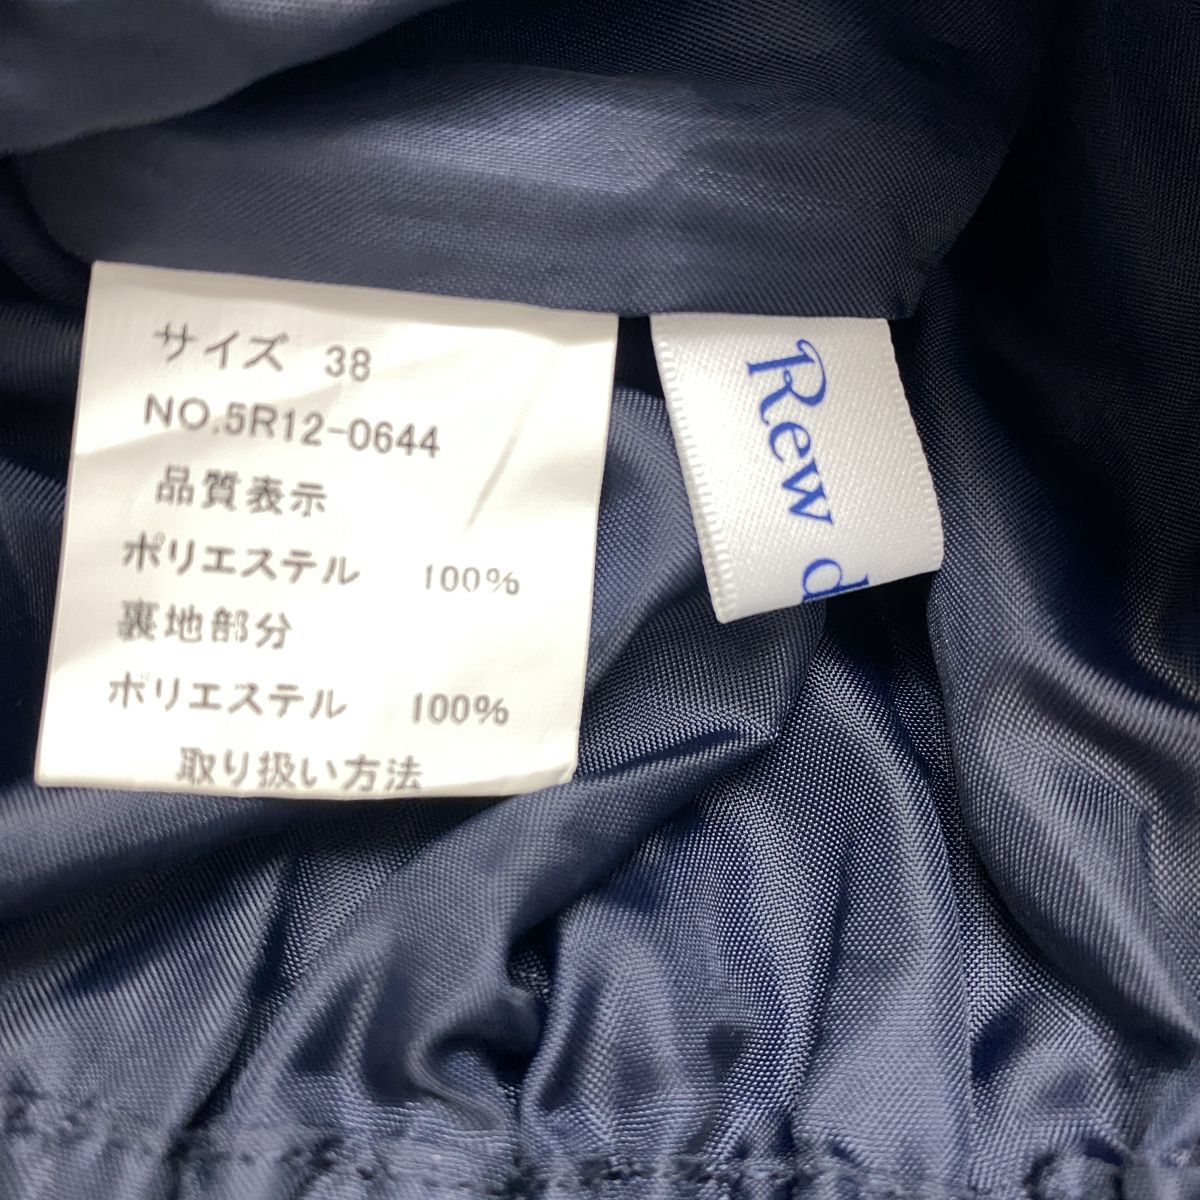 サイズ 38
NO.5R12-0644
品質表示
ポリエステル 100%
裏地部分
ポリエステル 100%
取り扱い方法
Rew d